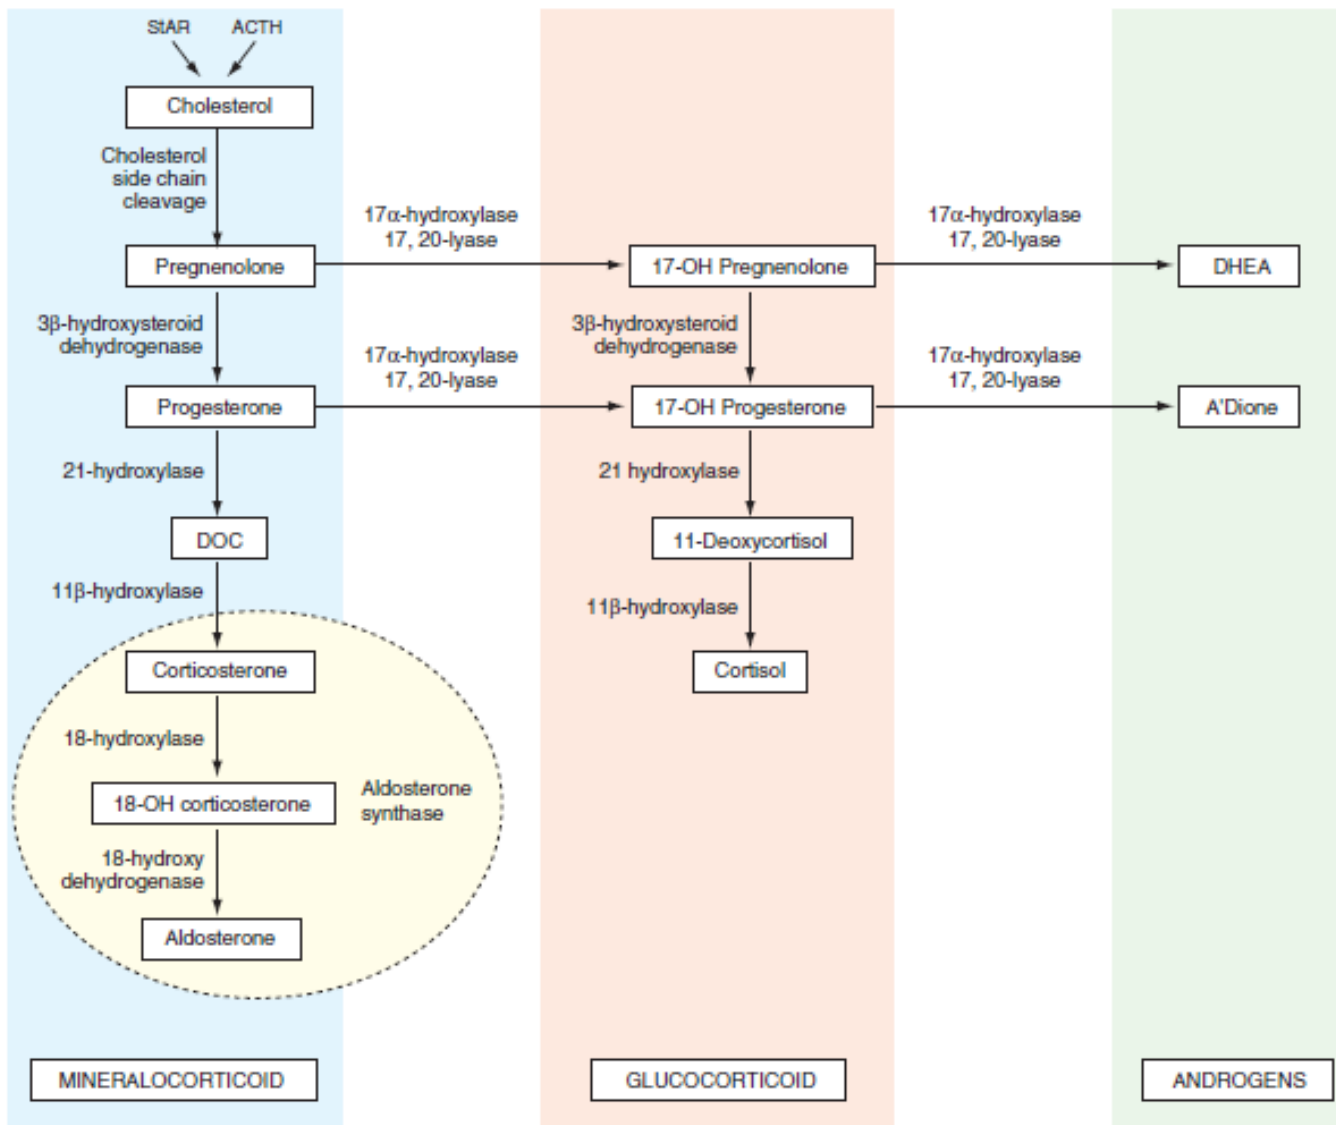 StAR
ACTH
Cholesterol
Cholesterol
side chain
cleavage
17α-hydroxylase
17, 20-lyase
17α-hydroxylase
17, 20-lyase
Pregnenolone
17-OH Pregnenolone
DHEA
3β-hydroxysteroid
dehydrogenase
3β-hydroxysteroid
dehydrogenase
17α-hydroxylase
17, 20-lyase
17α-hydroxylase
17, 20-lyase
Progesterone
17-OH Progesterone
A'Dione
21-hydroxylase
21 hydroxylase
DOC
11-Deoxycortisol
11β-hydroxylase
11β-hydroxylase
Corticosterone
Cortisol
18-hydroxylase
18-OH corticosterone
Aldosterone
synthase
18-hydroxy
dehydrogenase
Aldosterone
MINERALOCORTICOID
GLUCOCORTICOID
ANDROGENS